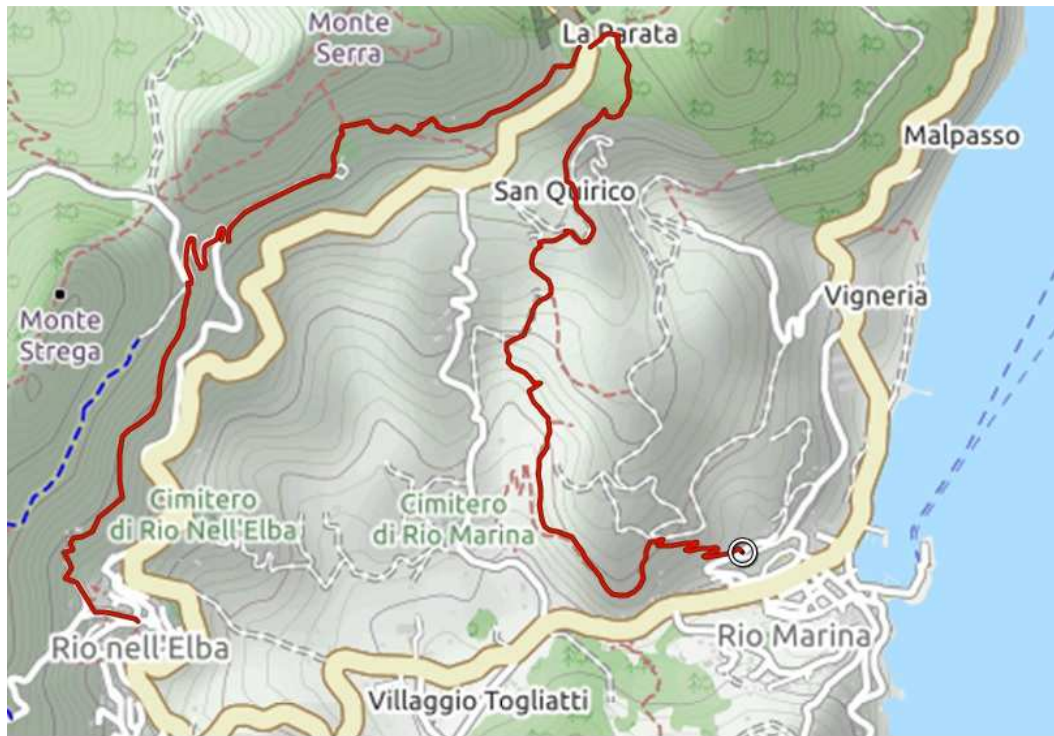 Monte
Serra
La Parata
Malpasso
San Quirico
Vigneria
Monte
Strega
Cimitero
di Rio Nell'Elba
Cimitero
di Rio Marina
Rio Marina
Rio nell'Elba
Villaggio Togliatti